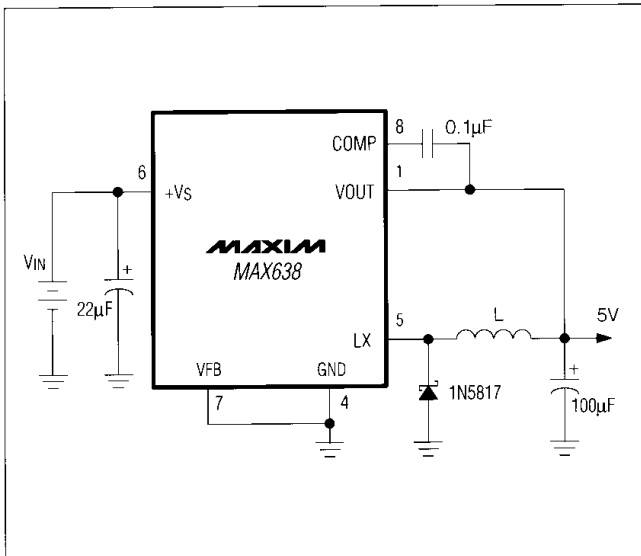 8
0.1µF
COMP
6
1
+VS
VOUT
MAXIM
MAX638
VIN
+
22µF
5
L
5V
LX
+
VFB
GND
1N5817
100µF
7
4